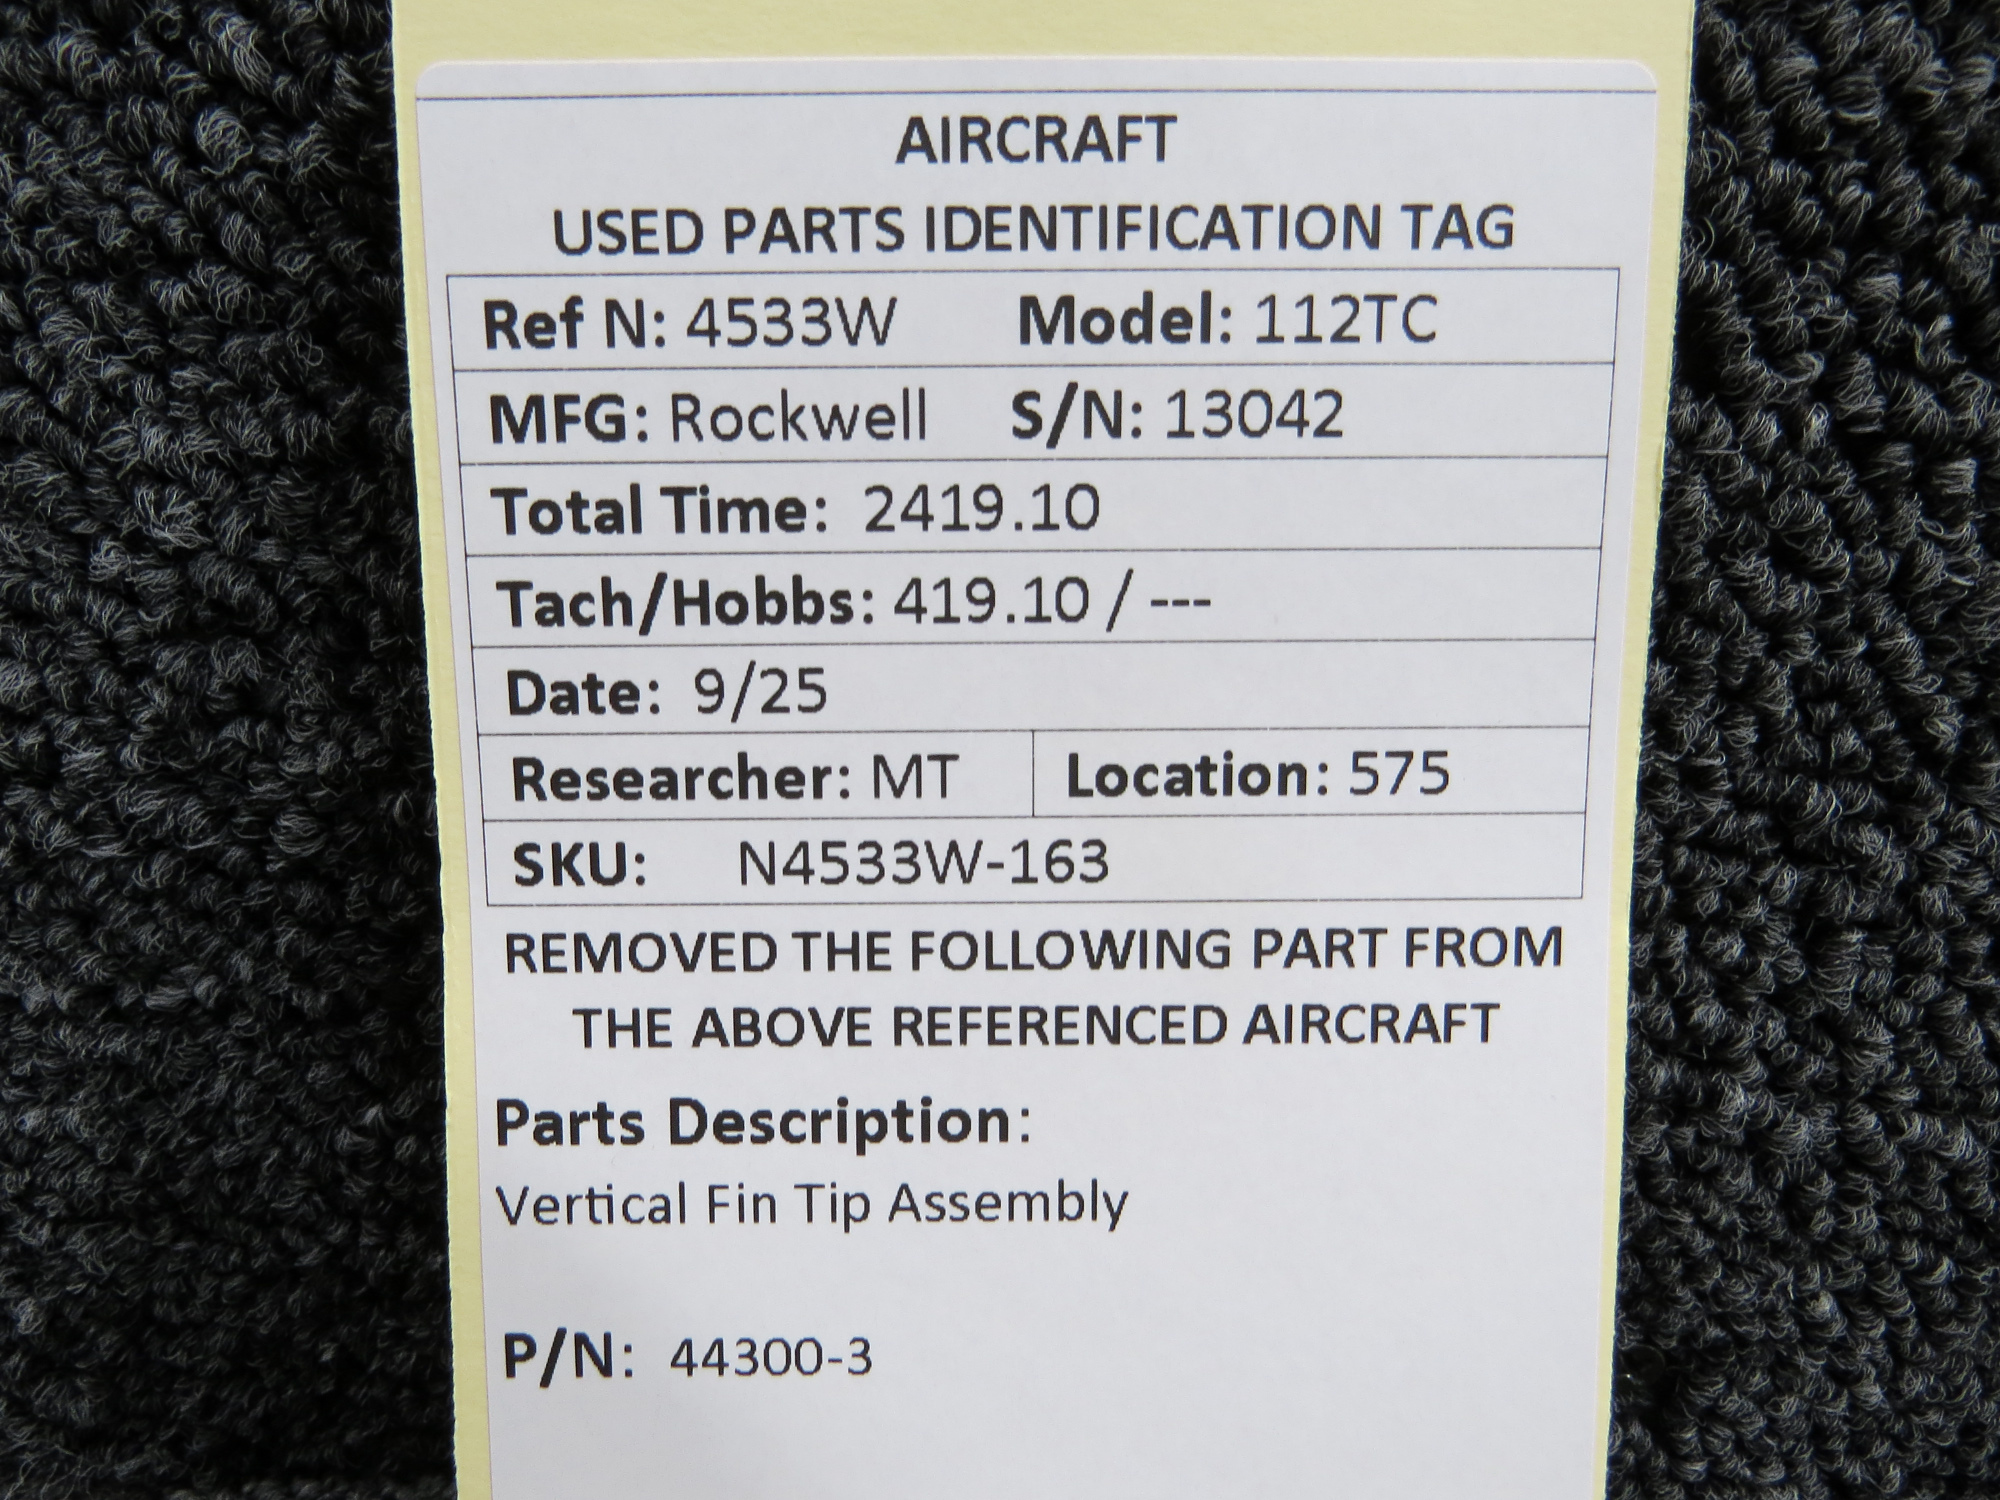 AIRCRAFT
USED PARTS IDENTIFICATION TAG
Ref N: 4533W Model: 112TC
MFG: Rockwell S/N: 13042
Total Time: 2419.10
Tach/Hobbs: 419.10 / ---
Date: 9/25
Researcher: MT Location: 575
SKU: N4533W-163
REMOVED THE FOLLOWING PART FROM
THE ABOVE REFERENCED AIRCRAFT
Parts Description:
Vertical Fin Tip Assembly
P/N: 44300-3